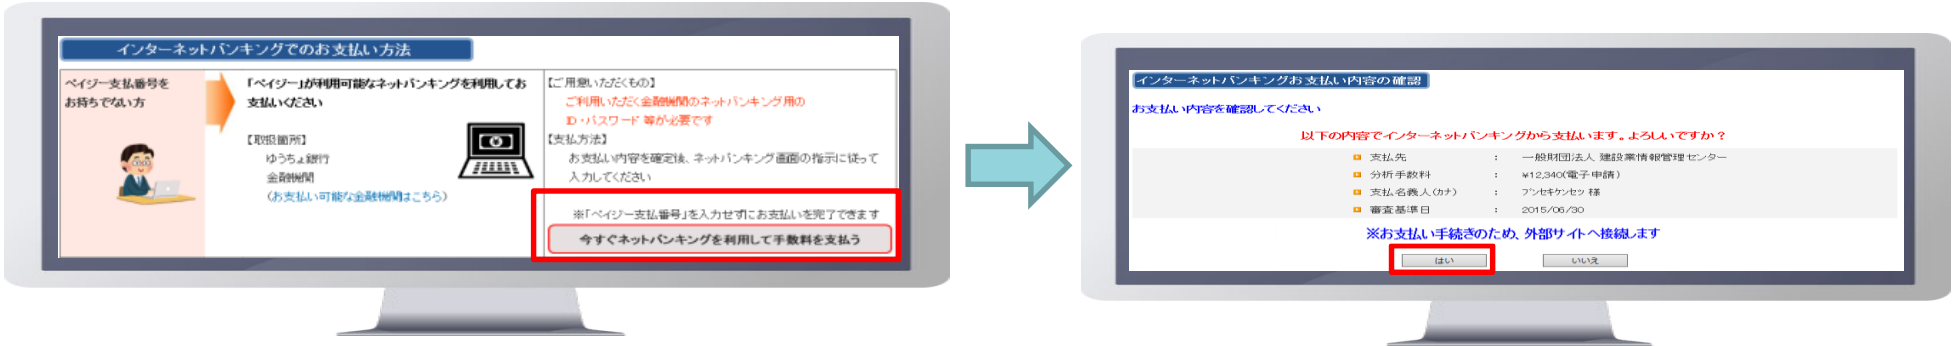 インターネットバンキングでのお支払い方法
ペイジー支払番号を
お持ちでない方
「ペイジー」が利用可能なネットバンキングを利用してお
支払いください
【取扱箇所】
ゆうちょ銀行
金融機関
(お支払い可能な金融機関はこちら)
【ご用意いただくもの】
ご利用いただく金融機関のネットバンキング用の
ID・パスワード 等が必要です
【支払方法】
お支払い内容を確定後、ネットバンキング画面の指示に従って
入力してください
※「ペイジー支払番号」を入力せずにお支払いを完了できます
今すぐネットバンキングを利用して手数料を支払う
インターネットバンキングお支払い内容の確認
お支払い内容を確認してください
以下の内容でインターネットバンキングから支払います。よろしいですか？
支払先 : 一般財団法人 建設業情報管理センター
分析手数料 : ¥12,340(電子申請)
支払名義人(カナ) : ブンセキケンセツ 様
審査基準日 : 2015/06/30
※お支払い手続きのため、外部サイトへ接続します
はい いいえ